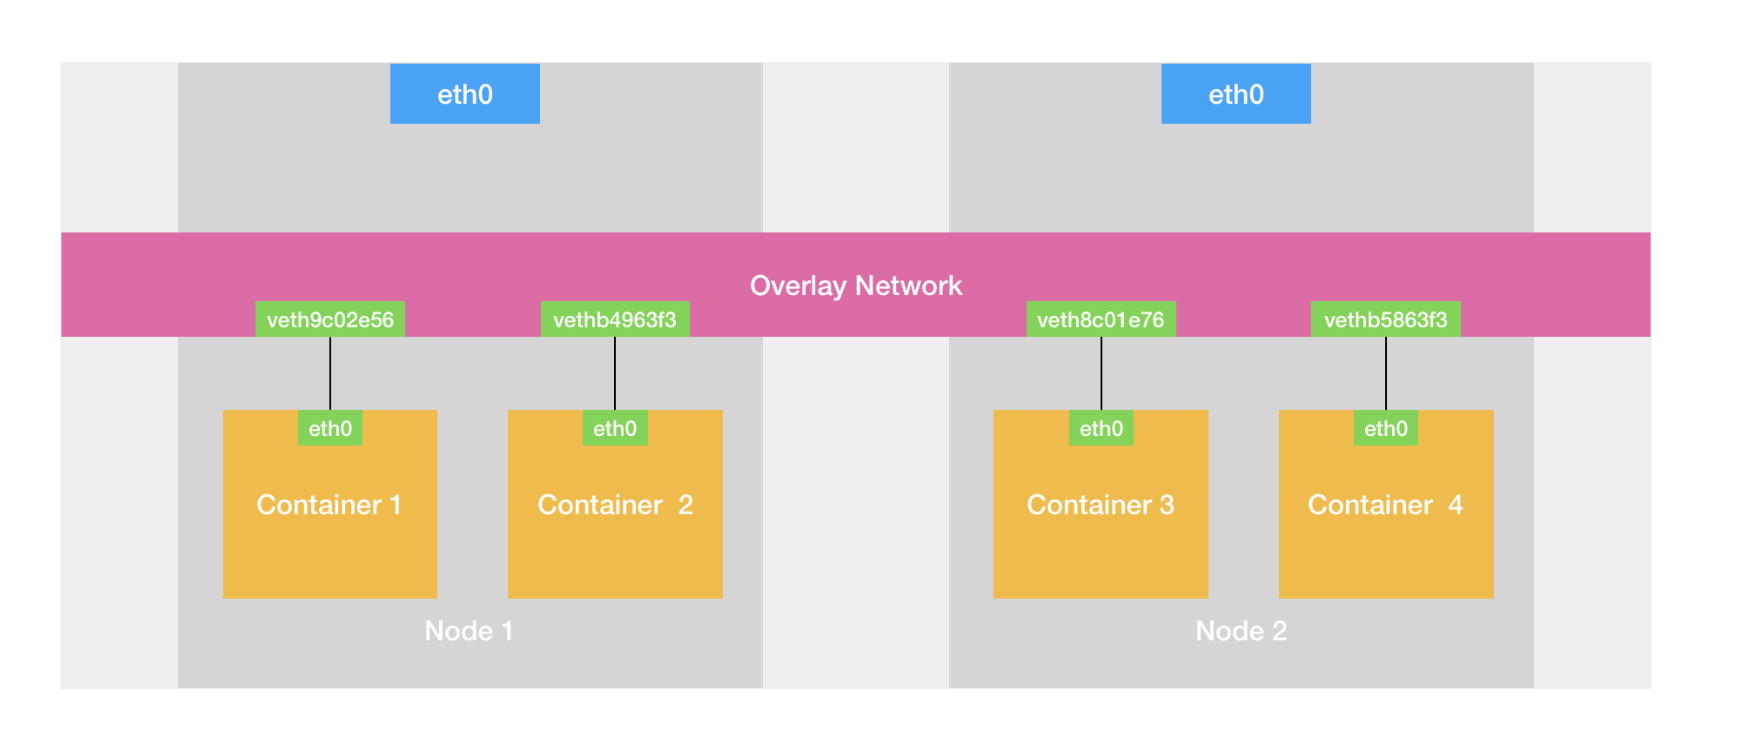 eth0
eth0
Overlay Network
veth9c02e56
vethb4963f3
veth8c01e76
vethb5863f3
eth0
eth0
eth0
eth0
Container 1
Container 2
Container 3
Container 4
Node 1
Node 2